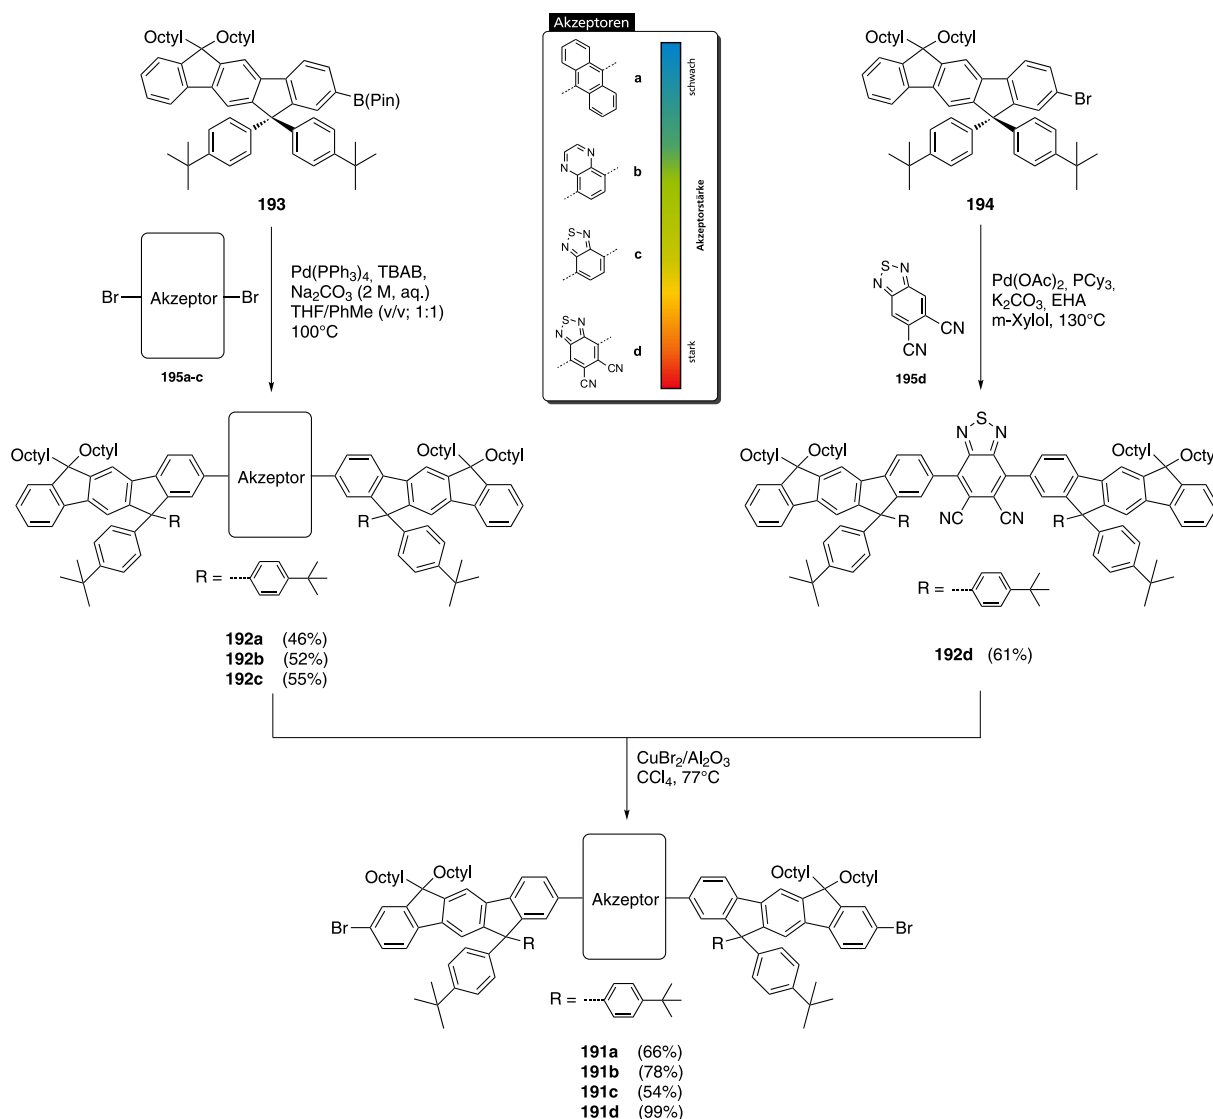 Octyl Octyl
B(Pin)
193
Br Akzeptor Br
195a-c
Pd(PPh3)4, TBAB,
Na2CO3 (2 M, aq.)
THF/PhMe (v/v; 1:1)
100°C
Akzeptoren
a
N
N
b
S
N N
c
S
N N
d
CN
CN
schwach
Akzeptorstärke
stark
Octyl Octyl
Br
194
S
N
N
CN
CN
195d
Pd(OAc)2, PCy3,
K2CO3, EHA
m-Xylol, 130°C
Octyl Octyl
Akzeptor
Octyl Octyl
R R
R =
192a (46%)
192b (52%)
192c (55%)
Octyl Octyl
S
N N
Octyl Octyl
R NC CN R
R =
192d (61%)
CuBr2/Al2O3
CCl4, 77°C
Octyl Octyl
Akzeptor
Octyl Octyl
Br Br
R R
R =
191a (66%)
191b (78%)
191c (54%)
191d (99%)